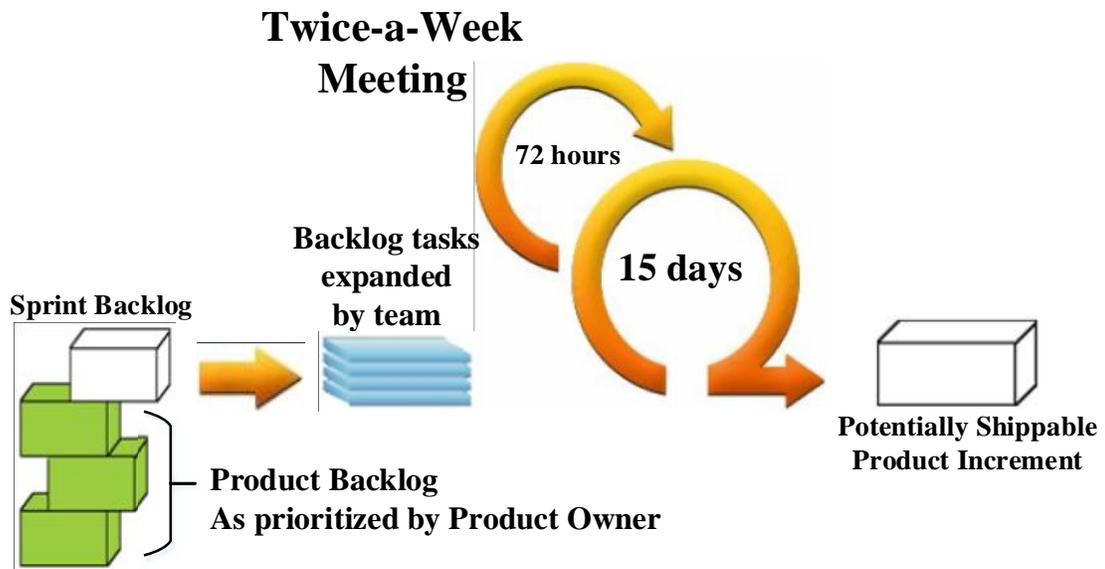 Twice-a-Week
Meeting
72 hours
15 days
Backlog tasks
expanded
by team
Sprint Backlog
Potentially Shippable
Product Increment
Product Backlog
As prioritized by Product Owner